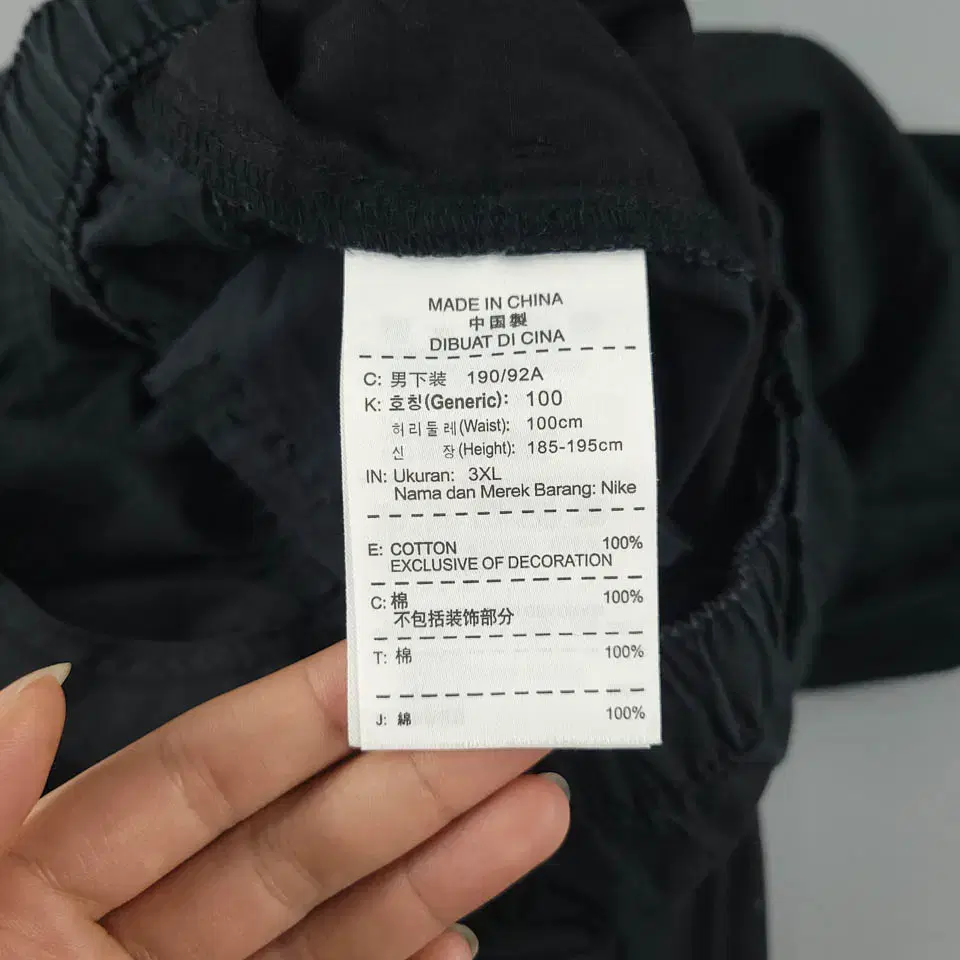 MADE IN CHINA
中国製
DIBUAT DI CINA
C: 男下装 190/92A
K: 호칭(Generic): 100
허리둘레(Waist): 100cm
신 장(Height): 185-195cm
IN: Ukuran: 3XL
Nama dan Merek Barang: Nike
E: COTTON 100%
EXCLUSIVE OF DECORATION
C: 棉 100%
不包括装饰部分
T: 棉 100%
J: 綿 100%